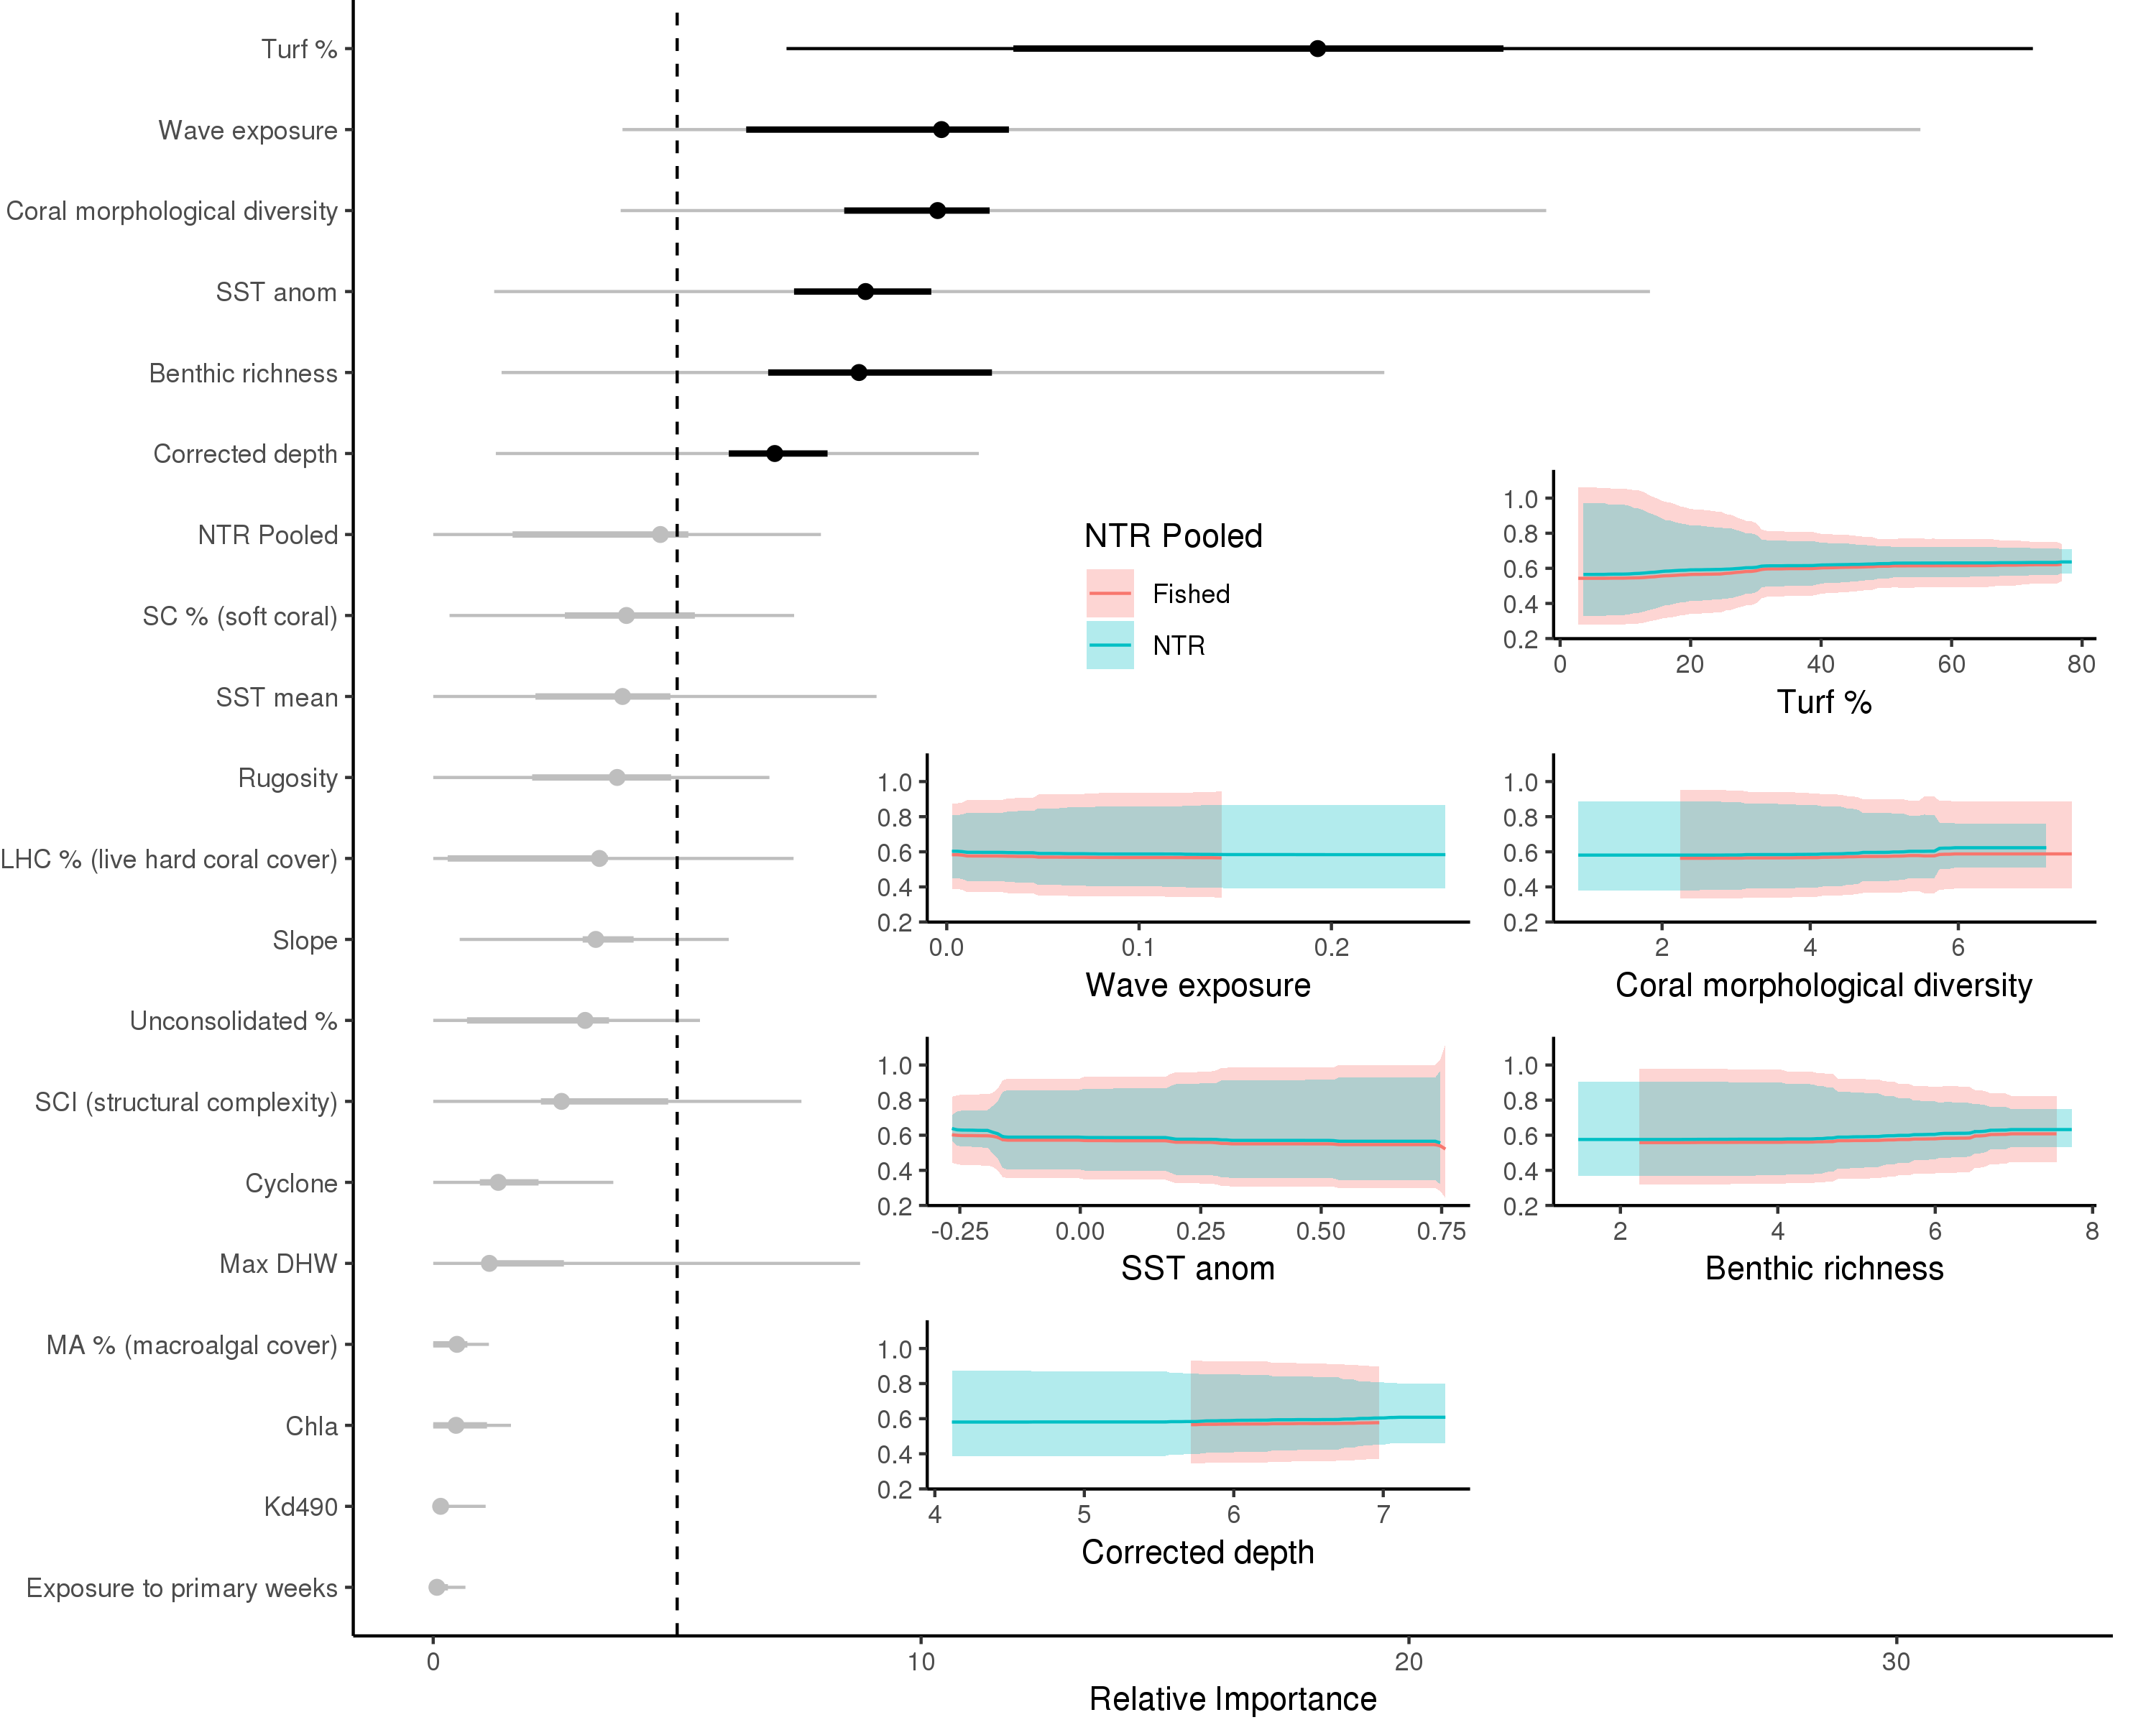 Turf %
Wave exposure
Coral morphological diversity
SST anom
Benthic richness
Corrected depth
NTR Pooled
SC % (soft coral)
SST mean
Rugosity
LHC % (live hard coral cover)
Slope
Unconsolidated %
SCI (structural complexity)
Cyclone
Max DHW
MA % (macroalgal cover)
Chla
Kd490
Exposure to primary weeks
0 10 20 30
Relative Importance
NTR Pooled
Fished
NTR
1.0
0.8
0.6
0.4
0.2
0 20 40 60 80
Turf %
1.0
0.8
0.6
0.4
0.2
0.0 0.1 0.2
Wave exposure
1.0
0.8
0.6
0.4
0.2
2 4 6
Coral morphological diversity
1.0
0.8
0.6
0.4
0.2
-0.25 0.00 0.25 0.50 0.75
SST anom
1.0
0.8
0.6
0.4
0.2
2 4 6 8
Benthic richness
1.0
0.8
0.6
0.4
0.2
4 5 6 7
Corrected depth